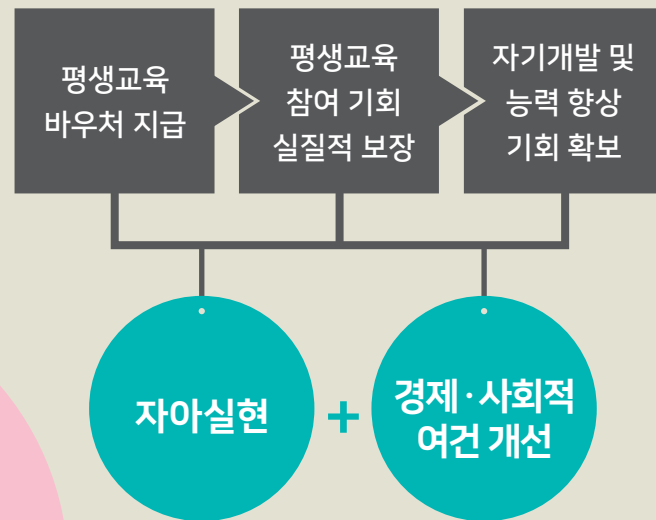 평생교육
바우처 지급
평생교육
참여 기회
실질적 보장
자기개발 및
능력 향상
기회 확보
자아실현
+
경제·사회적
여건 개선